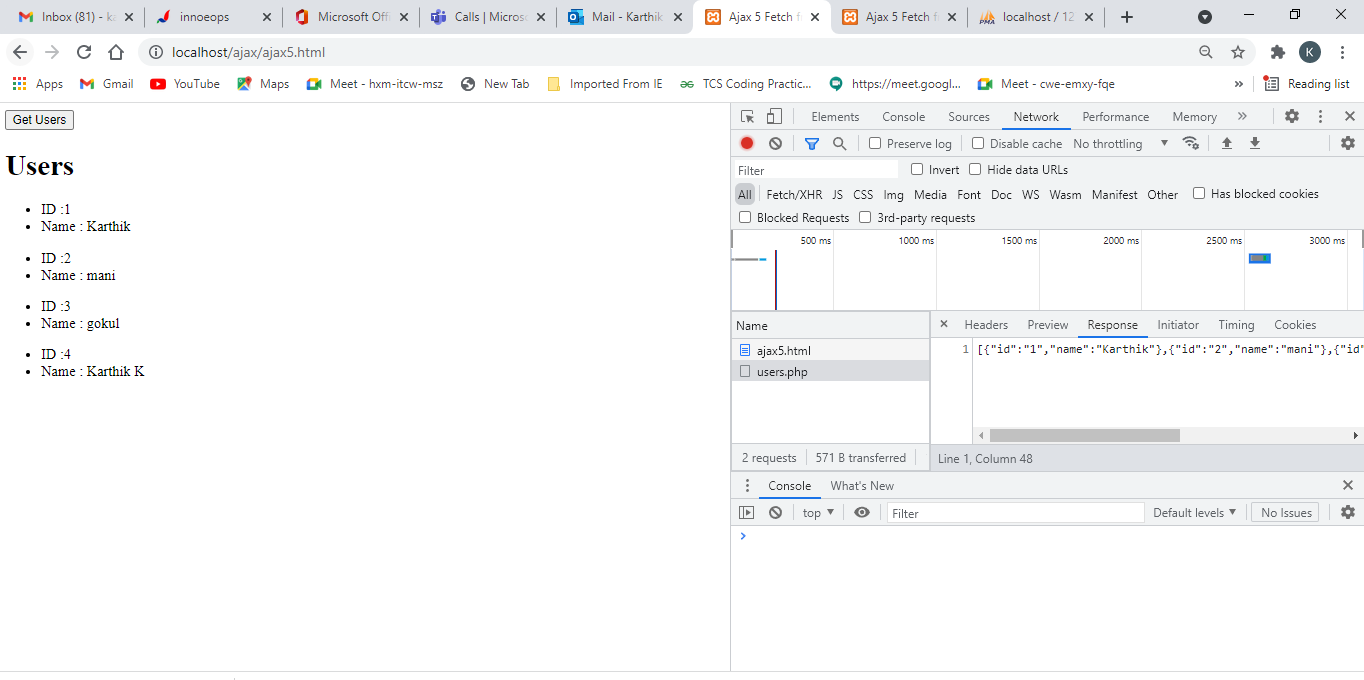 Inbox (81) - ka
innoeops
Microsoft Offi
Calls | Micros
Mail - Karthik
Ajax 5 Fetch f
Ajax 5 Fetch f
localhost / 12
K
localhost/ajax/ajax5.html
Apps
Gmail
YouTube
Maps
Meet - hxm-itcw-msz
New Tab
Imported From IE
TCS Coding Practic...
https://meet.googl...
Meet - cwe-emxy-fqe
»
Reading list
Get Users
Users
• ID :1
• Name : Karthik
• ID :2
• Name : mani
• ID :3
• Name : gokul
• ID :4
• Name : Karthik K
Elements Console Sources Network Performance Memory »
Preserve log Disable cache No throttling
Filter Invert Hide data URLs
All Fetch/XHR JS CSS Img Media Font Doc WS Wasm Manifest Other Has blocked cookies
Blocked Requests 3rd-party requests
500 ms 1000 ms 1500 ms 2000 ms 2500 ms 3000 ms
Name
ajax5.html
users.php
2 requests 571 B transferred
Headers Preview Response Initiator Timing Cookies
1 [{"id":"1","name":"Karthik"},{"id":"2","name":"mani"},{"id"
Line 1, Column 48
Console What's New
top Filter Default levels No Issues